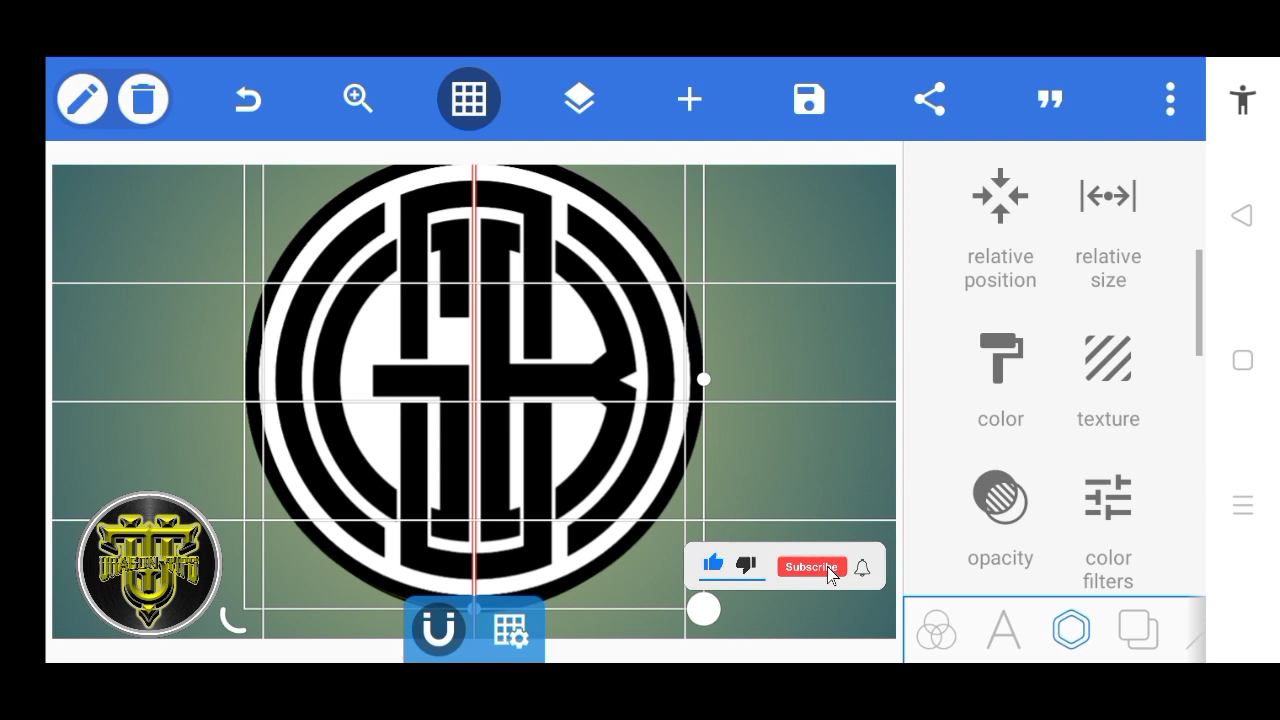 relative
position
relative
size
color
texture
opacity
color
filters
Subscribe